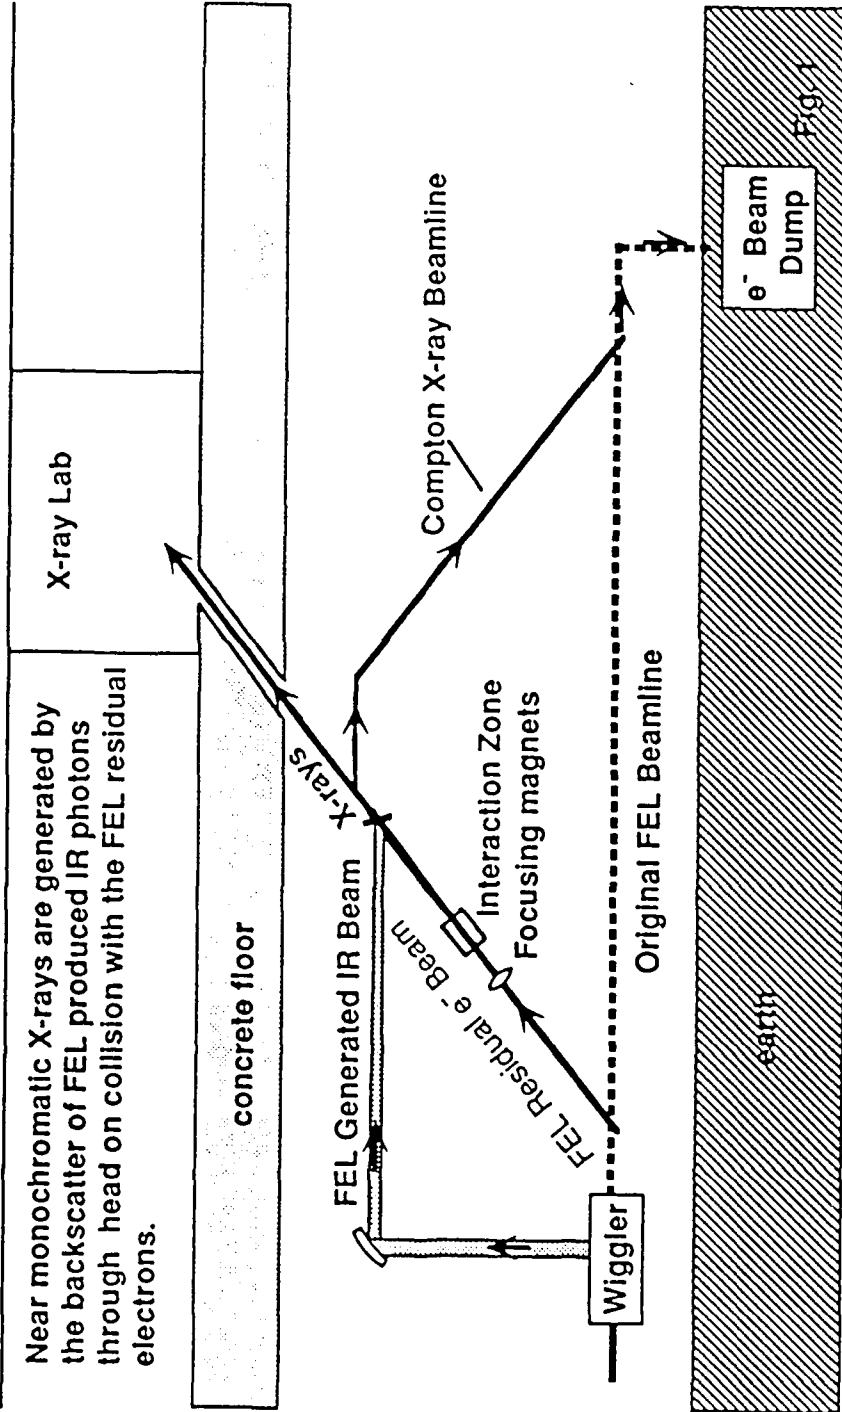 Near monochromatic X-rays are generated by
the backscatter of FEL produced IR photons
through head on collision with the FEL residual
electrons.
X-ray Lab
concrete floor
X-rays
FEL Generated IR Beam
Compton X-ray Beamline
FEL Residual e⁻ Beam
Interaction Zone
Focusing magnets
Wiggler
Original FEL Beamline
earth
e⁻ Beam
Dump
Fig. 1